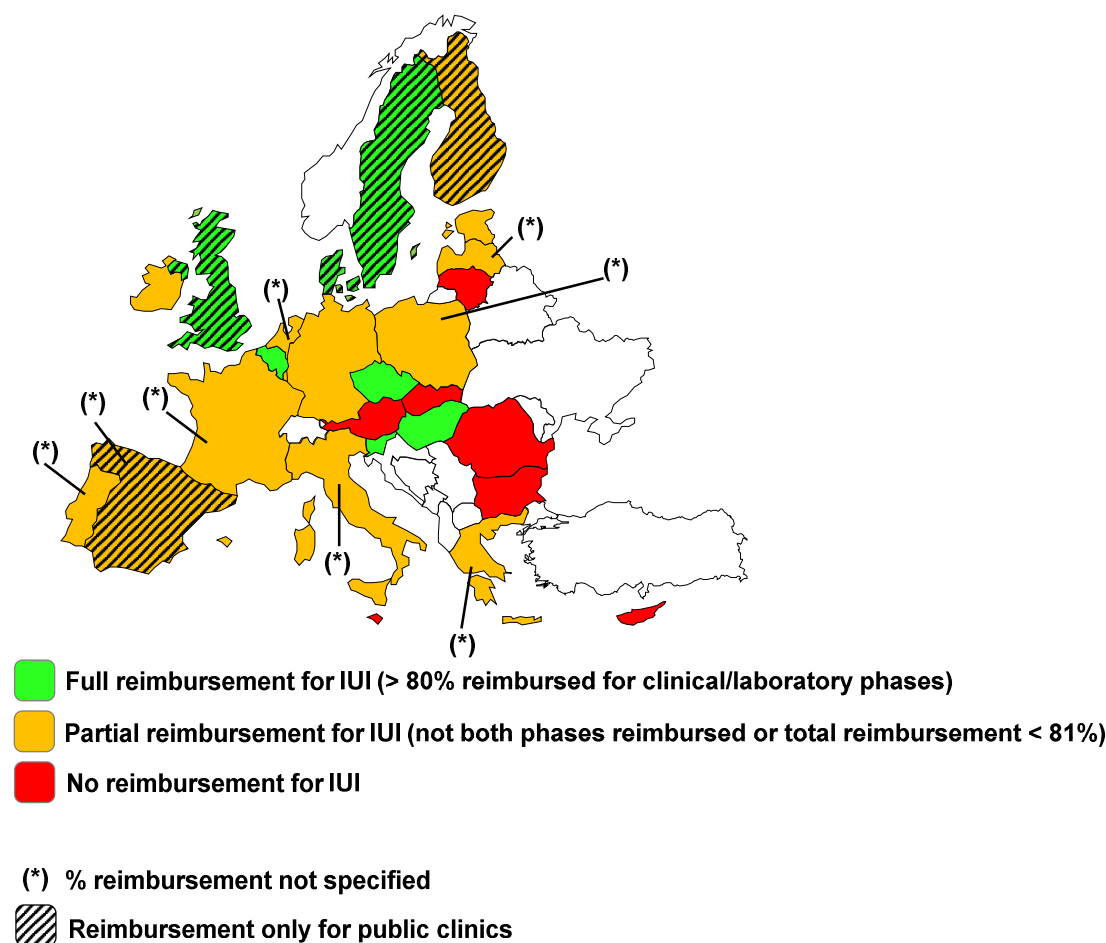 (*)
(*)
(*)
(*)
(*)
(*)
(*)
(*)
Full reimbursement for IUI (> 80% reimbursed for clinical/laboratory phases)
Partial reimbursement for IUI (not both phases reimbursed or total reimbursement < 81%)
No reimbursement for IUI
(*) % reimbursement not specified
Reimbursement only for public clinics